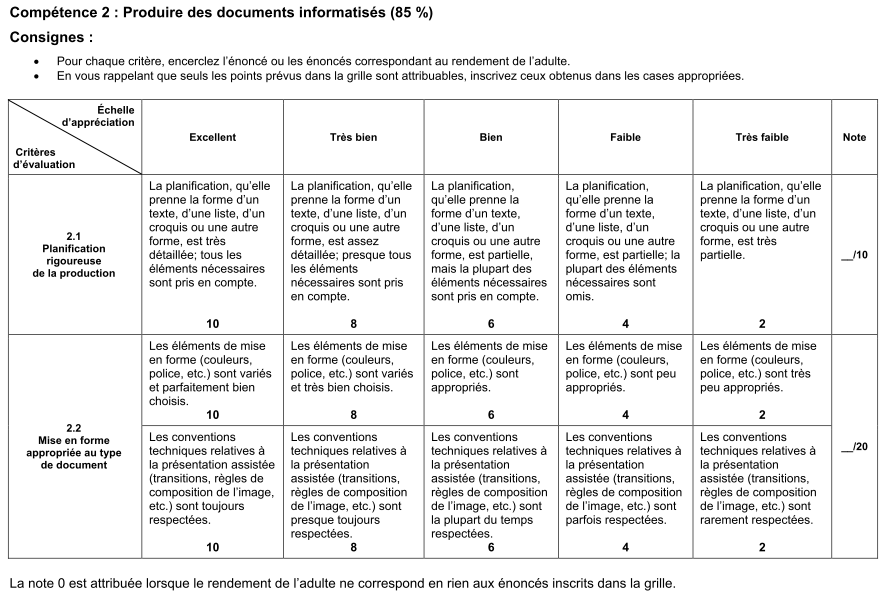 Compétence 2 : Produire des documents informatisés (85 %)
Consignes :
• Pour chaque critère, encerclez l’énoncé ou les énoncés correspondant au rendement de l’adulte.
• En vous rappelant que seuls les points prévus dans la grille sont attribuables, inscrivez ceux obtenus dans les cases appropriées.
Échelle
d’appréciation
Critères
d’évaluation
Excellent
Très bien
Bien
Faible
Très faible
Note
2.1
Planification
rigoureuse
de la production
La planification, qu’elle
prenne la forme d’un
texte, d’une liste, d’un
croquis ou une autre
forme, est très
détaillée; tous les
éléments nécessaires
sont pris en compte.
10
La planification, qu’elle
prenne la forme d’un
texte, d’une liste, d’un
croquis ou une autre
forme, est assez
détaillée; presque tous
les éléments
nécessaires sont pris
en compte.
8
La planification,
qu’elle prenne la
forme d’un texte,
d’une liste, d’un
croquis ou une autre
forme, est partielle,
mais la plupart des
éléments nécessaires
sont pris en compte.
6
La planification,
qu’elle prenne la
forme d’un texte,
d’une liste, d’un
croquis ou une autre
forme, est partielle; la
plupart des éléments
nécessaires sont
omis.
4
La planification, qu’elle
prenne la forme d’un
texte, d’une liste, d’un
croquis ou une autre
forme, est très
partielle.
2
__/10
2.2
Mise en forme
appropriée au type
de document
Les éléments de mise
en forme (couleurs,
police, etc.) sont variés
et parfaitement bien
choisis.
10
Les éléments de mise
en forme (couleurs,
police, etc.) sont variés
et très bien choisis.
8
Les éléments de mise
en forme (couleurs,
police, etc.) sont
appropriés.
6
Les éléments de mise
en forme (couleurs,
police, etc.) sont peu
appropriés.
4
Les éléments de mise
en forme (couleurs,
police, etc.) sont très
peu appropriés.
2
Les conventions
techniques relatives à
la présentation assistée
(transitions, règles de
composition de l’image,
etc.) sont toujours
respectées.
10
Les conventions
techniques relatives à
la présentation
assistée (transitions,
règles de composition
de l’image, etc.) sont
presque toujours
respectées.
8
Les conventions
techniques relatives à
la présentation
assistée (transitions,
règles de composition
de l’image, etc.) sont
la plupart du temps
respectées.
6
Les conventions
techniques relatives à
la présentation
assistée (transitions,
règles de composition
de l’image, etc.) sont
parfois respectées.
4
Les conventions
techniques relatives à
la présentation
assistée (transitions,
règles de composition
de l’image, etc.) sont
rarement respectées.
2
__/20
La note 0 est attribuée lorsque le rendement de l’adulte ne correspond en rien aux énoncés inscrits dans la grille.